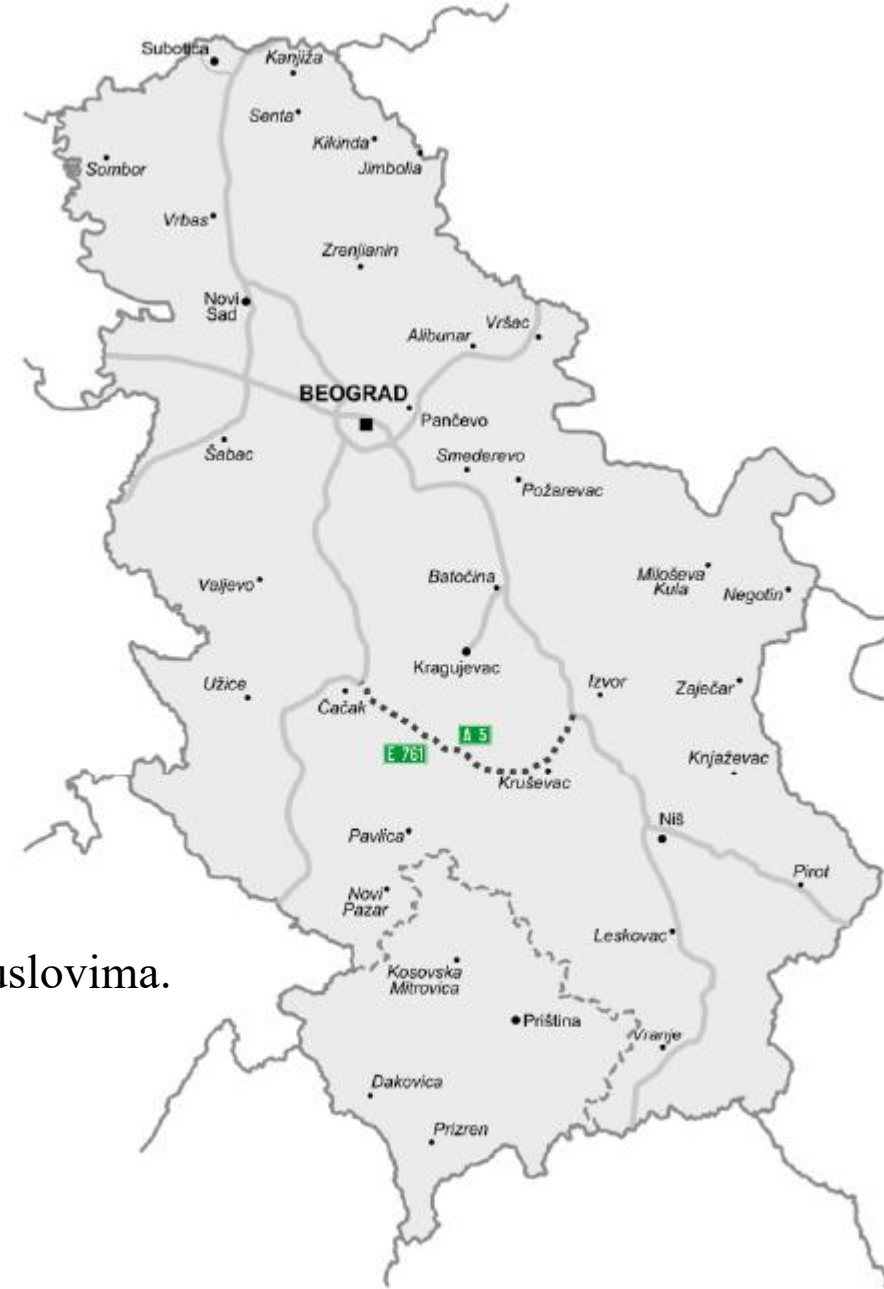 Subotica
Kanjiža
Senta
Kikinda
Jimbolia
Sombor
Vrbas
Zrenjianin
Novi
Sad
Vršac
Alibunar
BEOGRAD
Pančevo
Šabac
Smederevo
Požarevac
Valjevo
Batočina
Miloševa
Kula
Negotin
Kragujevac
Užice
Izvor
Zaječar
Čačak
A 5
E 761
Knjaževac
Kruševac
Niš
Pavlica
Pirot
Novi
Pazar
Leskovac
uslovima.
Kosovska
Mitrovica
Priština
Vranje
Dakovica
Prizren